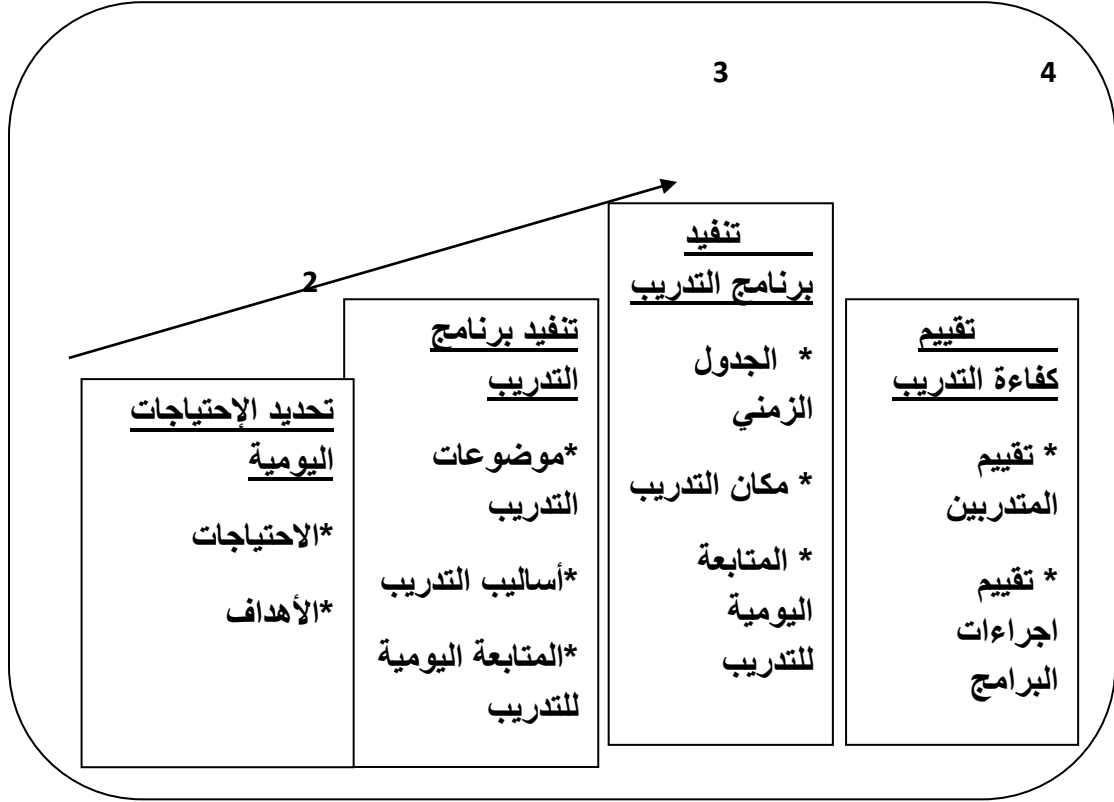 3
4
2
تحديد الإحتياجات
اليومية
*الاحتياجات
*الأهداف
تنفيد برنامج
التدريب
*موضوعات
التدريب
*أساليب التدريب
*المتابعة اليومية
للتدريب
تنفيد
برنامج التدريب
* الجدول
الزمني
* مكان التدريب
* المتابعة
اليومية
للتدريب
تقييم
كفاءة التدريب
* تقييم
المتدربين
* تقييم
اجراءات
البرامج